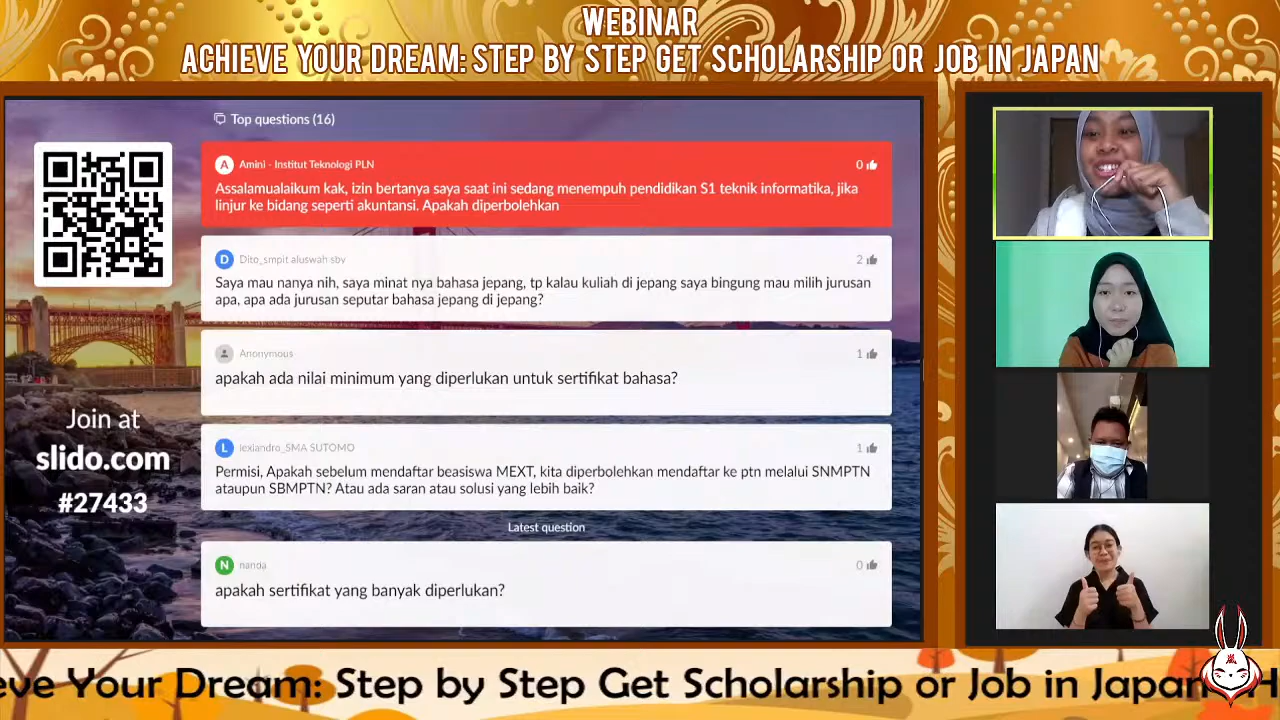 WEBINAR
ACHIEVE YOUR DREAM: STEP BY STEP GET SCHOLARSHIP OR JOB IN JAPAN
Top questions (16)
A Amini - Institut Teknologi PLN 0
Assalamualaikum kak, izin bertanya saya saat ini sedang menempuh pendidikan S1 teknik informatika, jika
linjur ke bidang seperti akuntansi. Apakah diperbolehkan
D Dito_smpit aluswah sby 2
Saya mau nanya nih, saya minat nya bahasa jepang, tp kalau kuliah di jepang saya bingung mau milih jurusan
apa, apa ada jurusan seputar bahasa jepang di jepang?
Anonymous 1
apakah ada nilai minimum yang diperlukan untuk sertifikat bahasa?
L lexiandro_SMA SUTOMO 1
Permisi, Apakah sebelum mendaftar beasiswa MEXT, kita diperbolehkan mendaftar ke ptn melalui SNMPTN
ataupun SBMPTN? Atau ada saran atau solusi yang lebih baik?
Latest question
N nanda 0
apakah sertifikat yang banyak diperlukan?
Join at
slido.com
#27433
eve Your Dream: Step by Step Get Scholarship or Job in Japan H